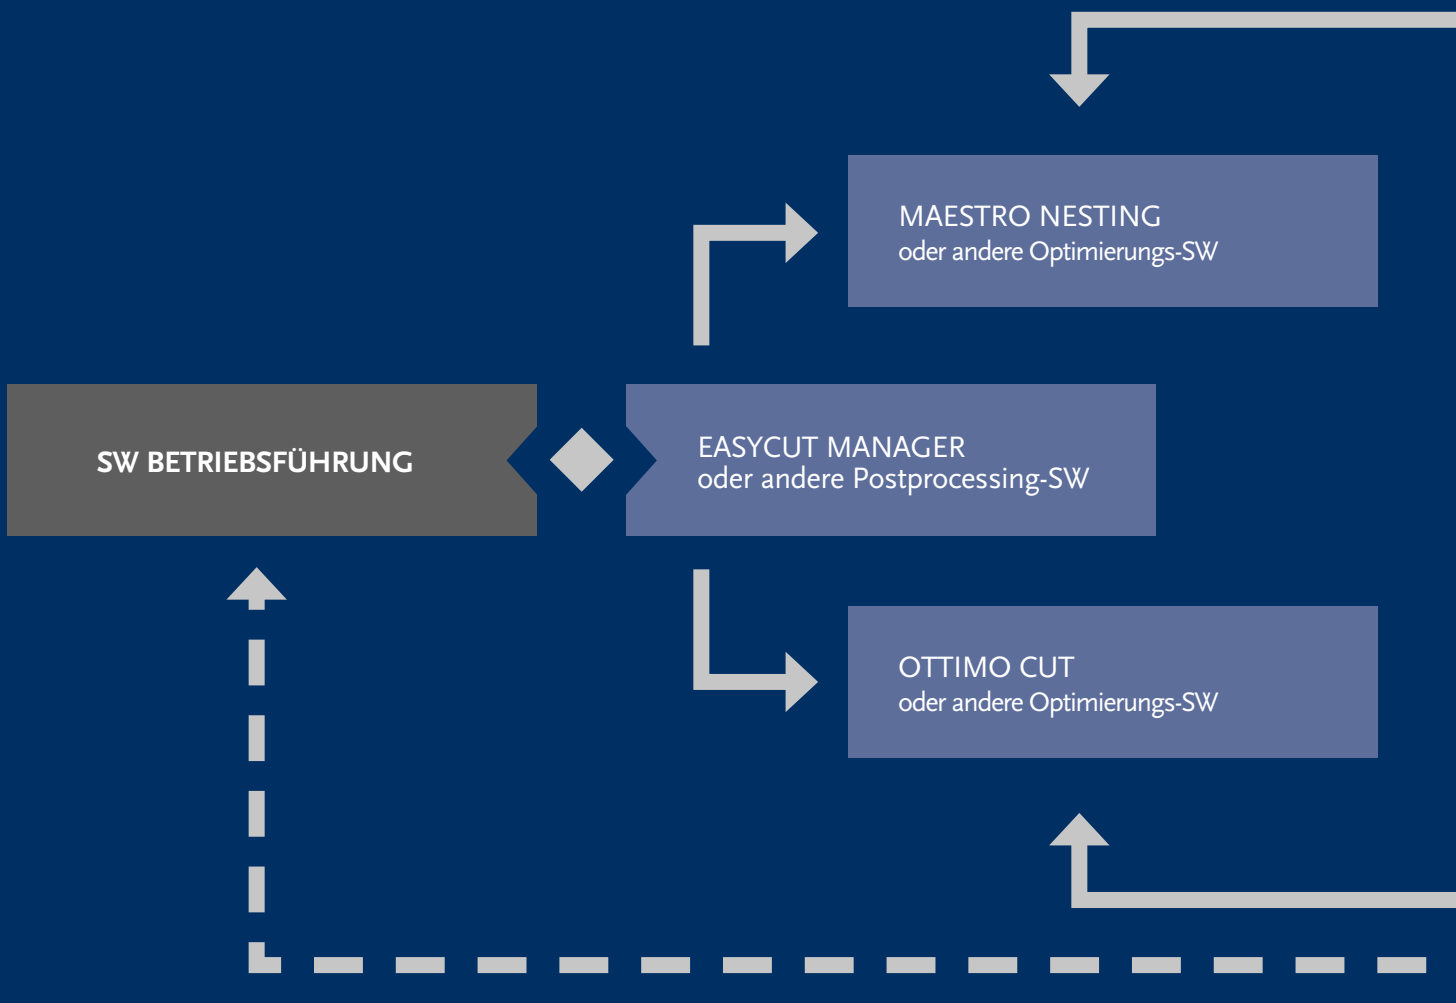 MAESTRO NESTING
oder andere Optimierungs-SW
SW BETRIEBSFÜHRUNG
EASYCUT MANAGER
oder andere Postprocessing-SW
OTTIMO CUT
oder andere Optimierungs-SW